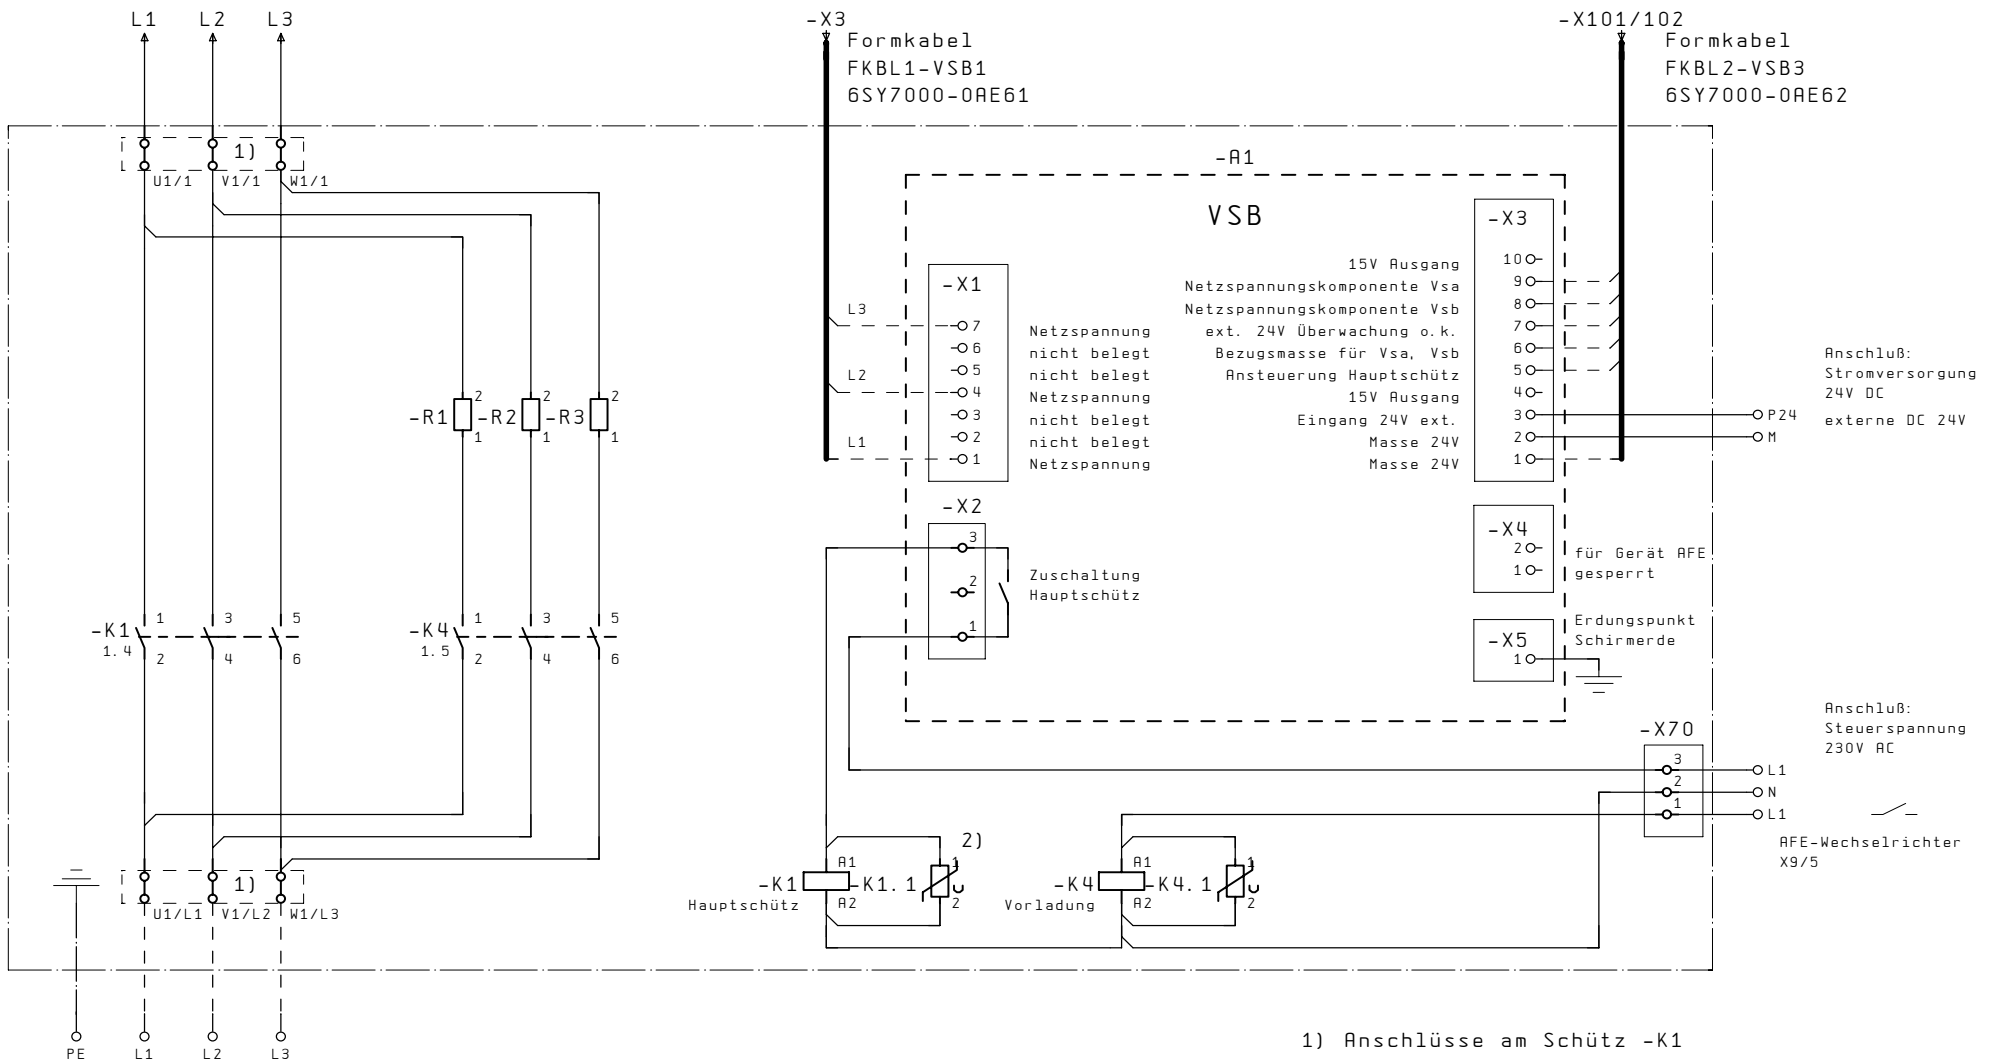 L1 L2 L3
-X3
Formkabel
FKBL1-VSB1
6SY7000-0AE61
-X101/102
Formkabel
FKBL2-VSB3
6SY7000-0AE62
1)
U1/1 V1/1 W1/1
-A1
VSB
-X1
L3
7 Netzspannung
6 nicht belegt
5 nicht belegt
L2
4 Netzspannung
3 nicht belegt
2 nicht belegt
L1
1 Netzspannung
-X3
15V Ausgang 10
Netzspannungskomponente Vsa 9
Netzspannungskomponente Vsb 8
ext. 24V Überwachung o.k. 7
Bezugsmasse für Vsa, Vsb 6
Ansteuerung Hauptschütz 5
15V Ausgang 4
Eingang 24V ext. 3
Masse 24V 2
Masse 24V 1
Anschluß:
Stromversorgung
24V DC
P24 externe DC 24V
M
2 2 2
-R1 -R2 -R3
1 1 1
-X2
3
2
1
Zuschaltung
Hauptschütz
-X4
2
1
für Gerät AFE
gesperrt
Erdungspunkt
Schirmerde
-X5
1
1 3 5
-K1
1.4
2 4 6
1 3 5
-K4
1.5
2 4 6
Anschluß:
Steuerspannung
230V AC
-X70
3 L1
2 N
1 L1
AFE-Wechselrichter
X9/5
2)
A1 1
-K1 -K1.1 U
Hauptschütz A2 2
A1 1
-K4 -K4.1 U
Vorladung A2 2
1)
U1/L1 V1/L2 W1/L3
PE L1 L2 L3
1) Anschlüsse am Schütz -K1